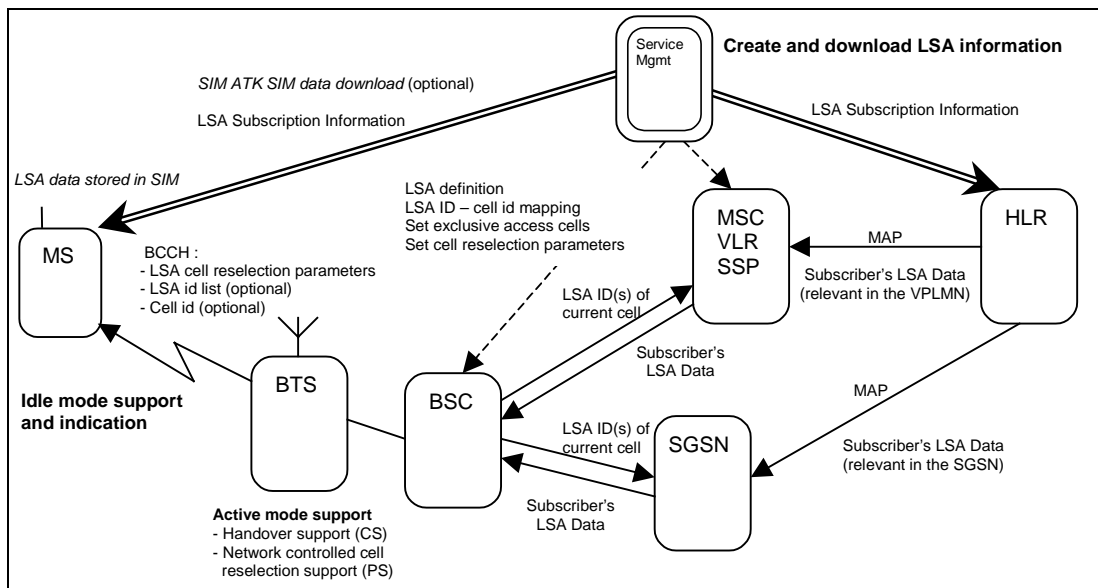 Service
Mgmt
Create and download LSA information
SIM ATK SIM data download (optional)
LSA Subscription Information
LSA Subscription Information
LSA data stored in SIM
LSA definition
LSA ID – cell id mapping
Set exclusive access cells
Set cell reselection parameters
MSC
VLR
SSP
HLR
MS
BCCH :
- LSA cell reselection parameters
- LSA id list (optional)
- Cell id (optional)
MAP
Subscriber's LSA Data
(relevant in the VPLMN)
LSA ID(s) of
current cell
Subscriber's
LSA Data
BTS
BSC
Idle mode support
and indication
MAP
LSA ID(s) of
current cell
SGSN
Subscriber's LSA Data
(relevant in the SGSN)
Subscriber's
LSA Data
Active mode support
- Handover support (CS)
- Network controlled cell
reselection support (PS)